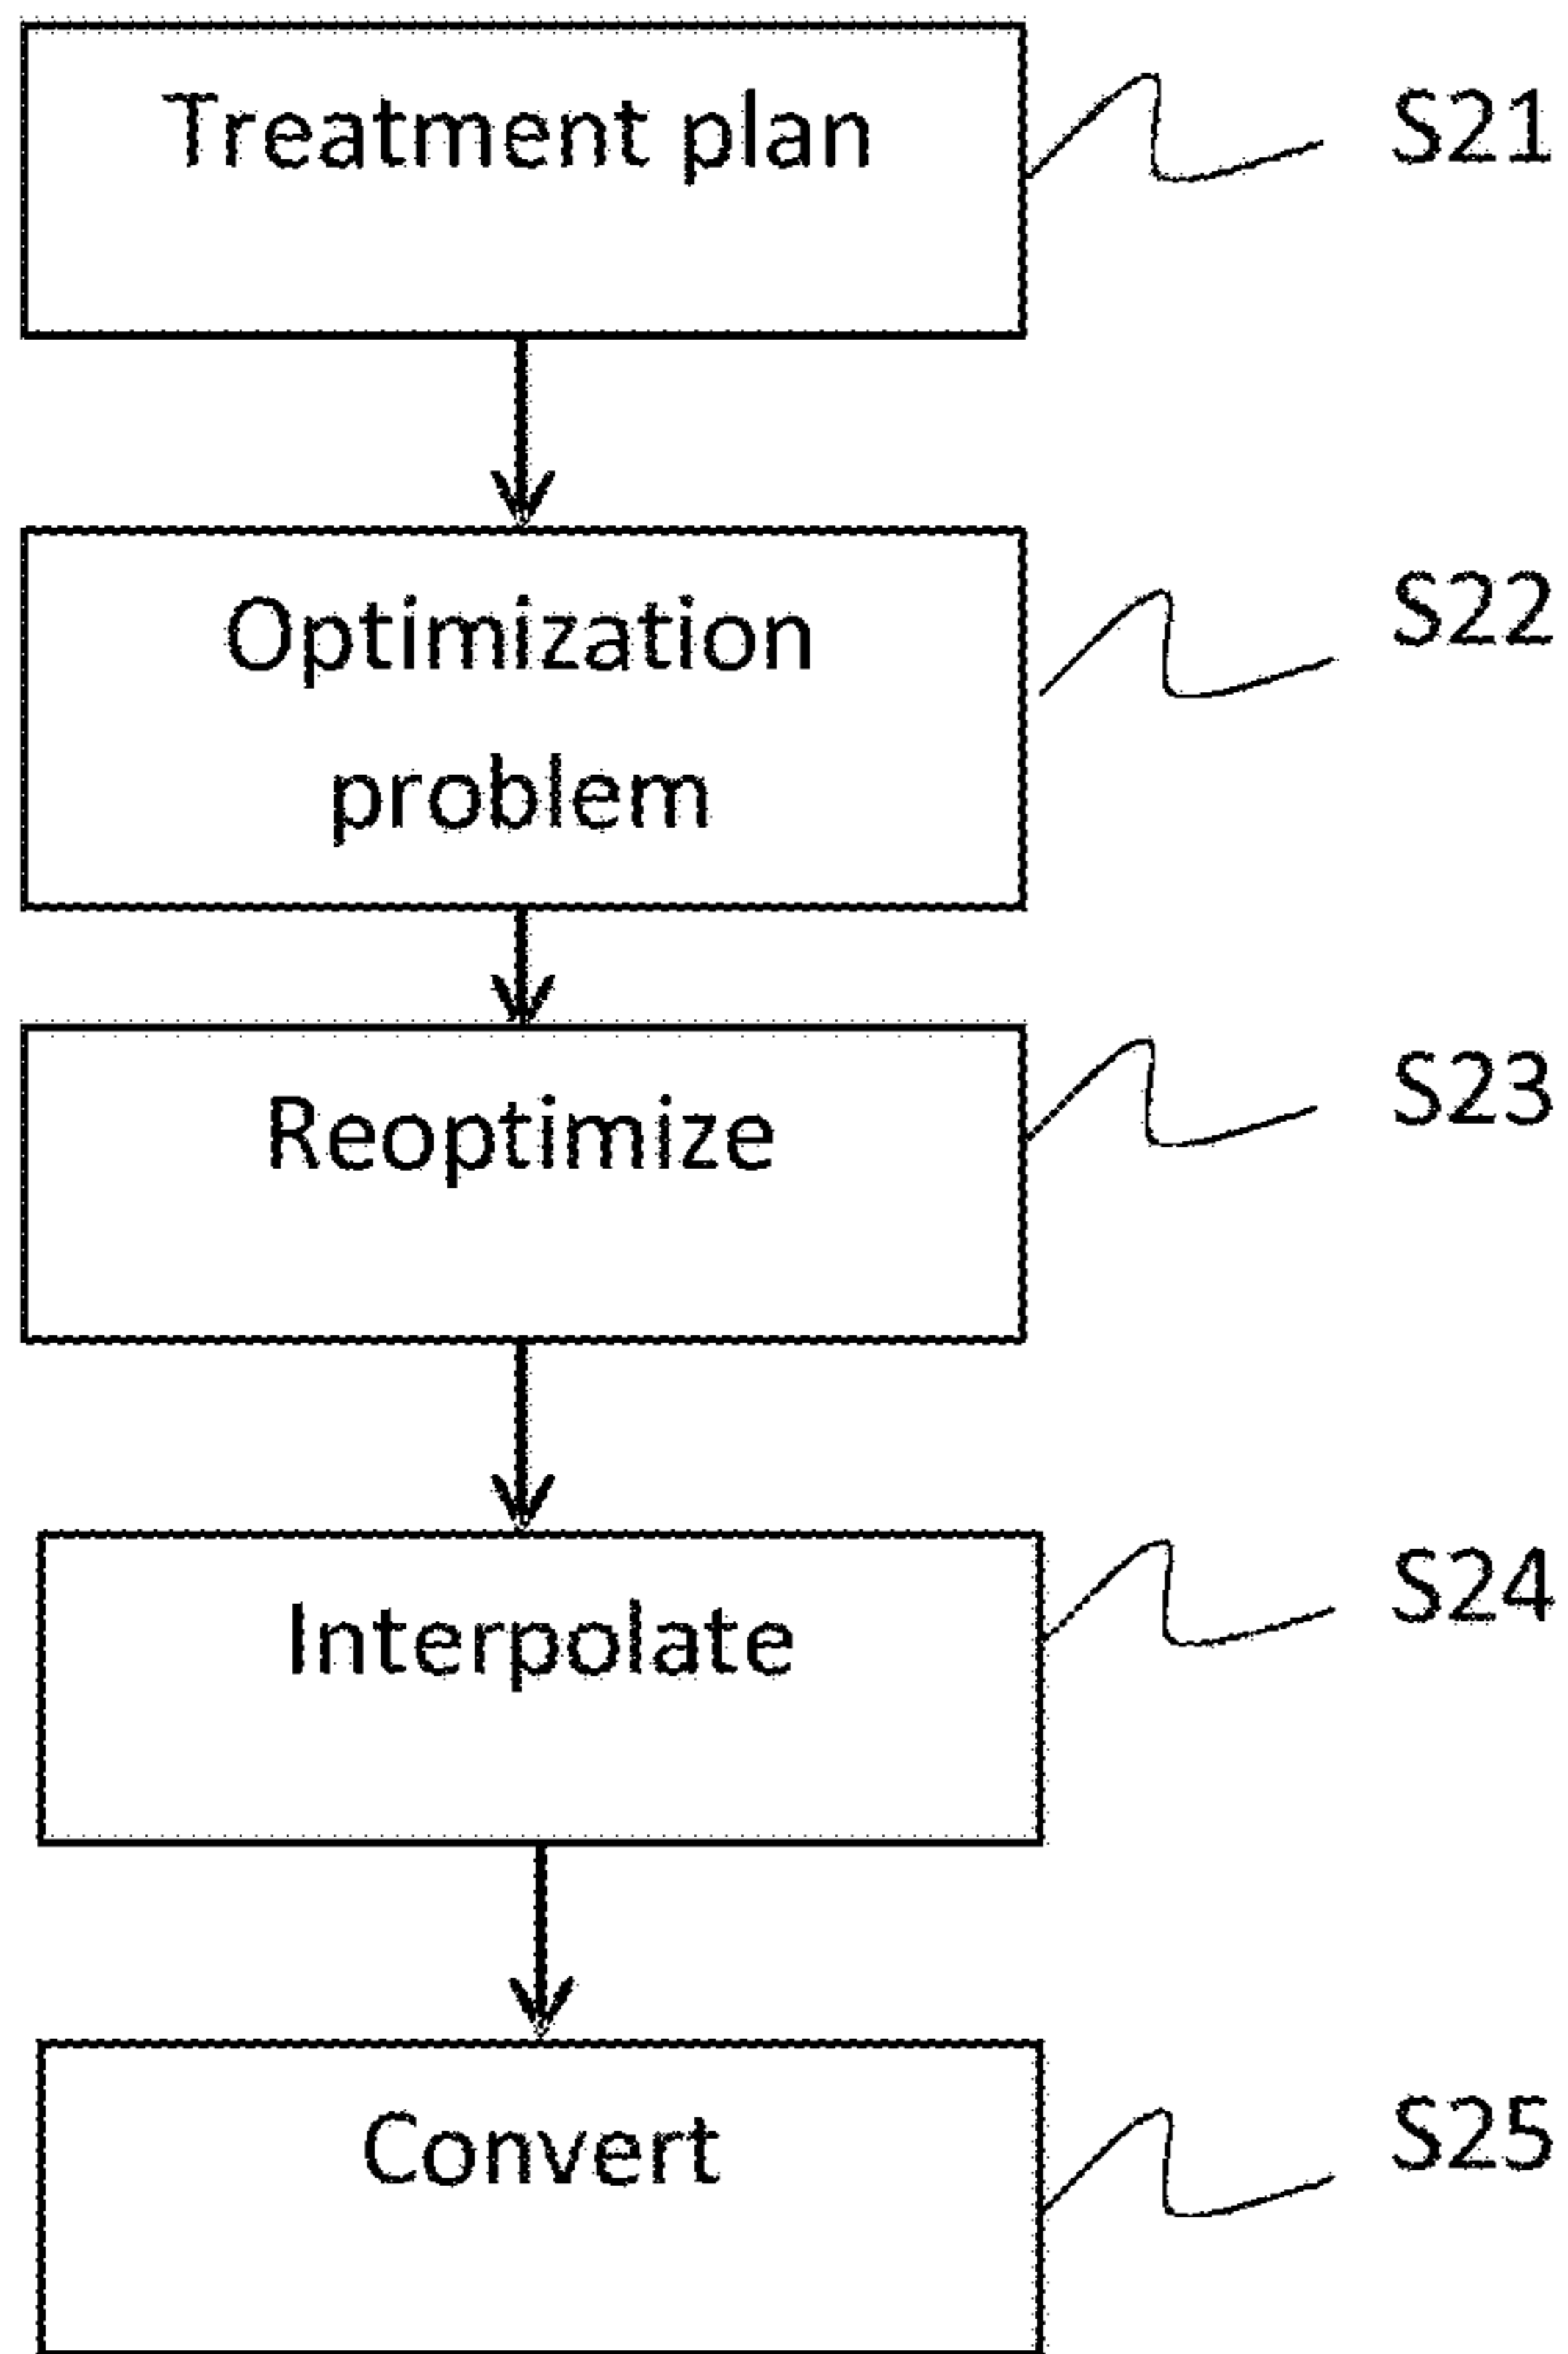 Treatment plan
S21
Optimization
problem
S22
Reoptimize
S23
Interpolate
S24
Convert
S25